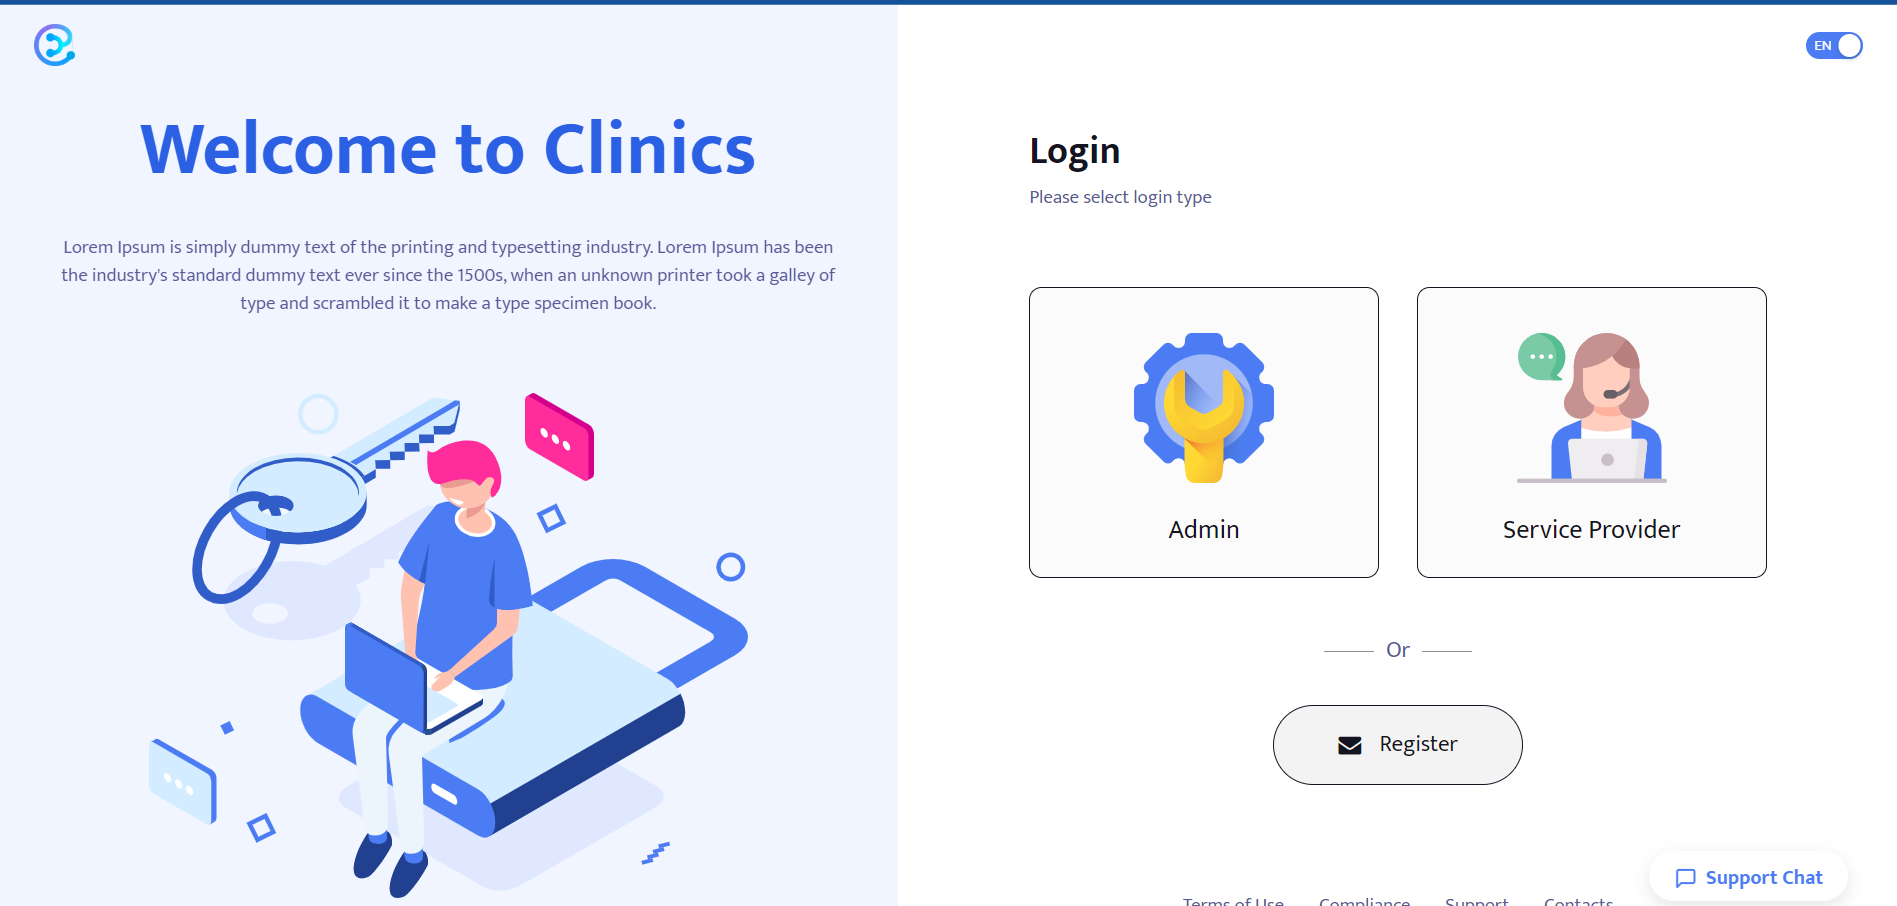 EN
Welcome to Clinics
Lorem Ipsum is simply dummy text of the printing and typesetting industry. Lorem Ipsum has been
the industry's standard dummy text ever since the 1500s, when an unknown printer took a galley of
type and scrambled it to make a type specimen book.
Login
Please select login type
Admin
Service Provider
Or
Register
Support Chat
Terms of Use
Compliance
Support
Contacts